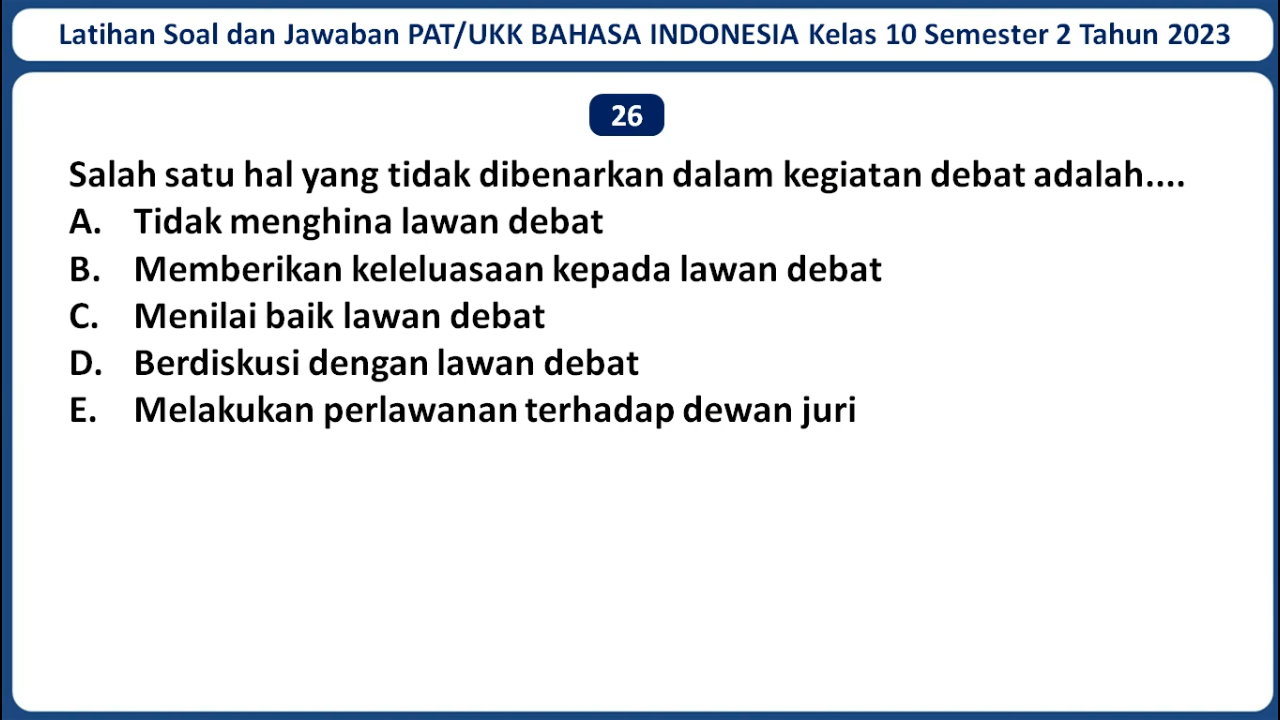 Latihan Soal dan Jawaban PAT/UKK BAHASA INDONESIA Kelas 10 Semester 2 Tahun 2023
26
Salah satu hal yang tidak dibenarkan dalam kegiatan debat adalah....
A. Tidak menghina lawan debat
B. Memberikan keleluasaan kepada lawan debat
C. Menilai baik lawan debat
D. Berdiskusi dengan lawan debat
E. Melakukan perlawanan terhadap dewan juri